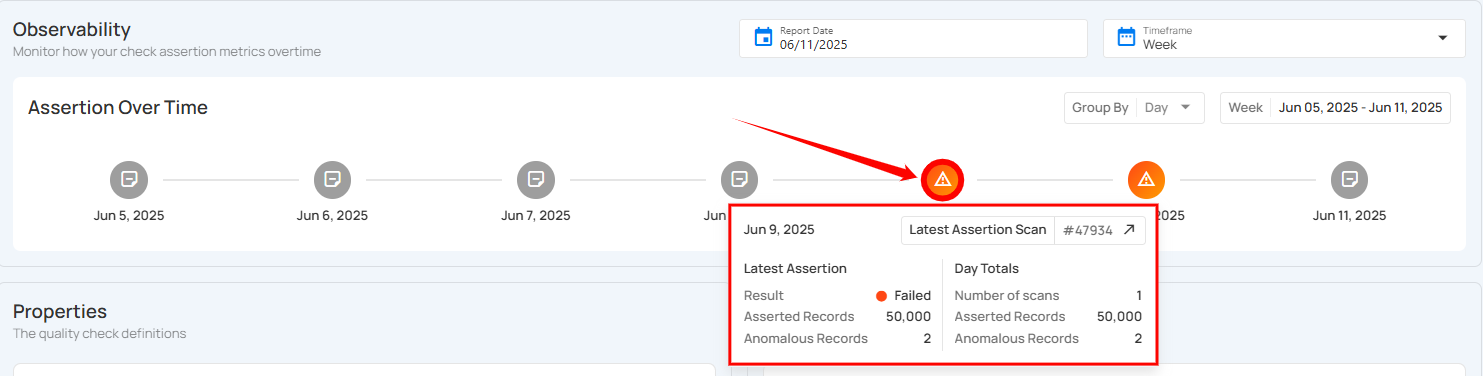 Observability
Monitor how your check assertion metrics overtime
Report Date
06/11/2025
Timeframe
Week
Assertion Over Time
Group By Day
Week Jun 05, 2025 - Jun 11, 2025
Jun 5, 2025
Jun 6, 2025
Jun 7, 2025
Jun
2025
Jun 11, 2025
Jun 9, 2025
Latest Assertion Scan #47934
Latest Assertion
Result Failed
Asserted Records 50,000
Anomalous Records 2
Day Totals
Number of scans 1
Asserted Records 50,000
Anomalous Records 2
Properties
The quality check definitions